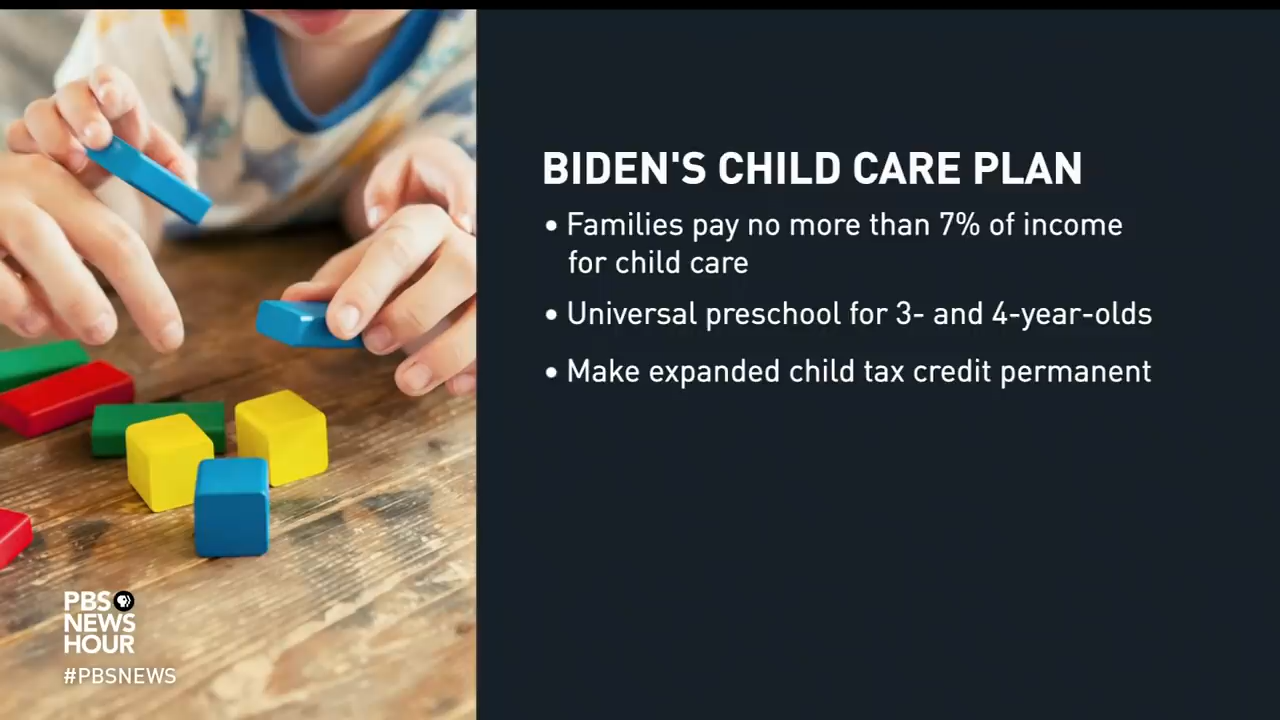 BIDEN'S CHILD CARE PLAN
• Families pay no more than 7% of income
for child care
• Universal preschool for 3- and 4-year-olds
• Make expanded child tax credit permanent
PBS
NEWS
HOUR
#PBSNEWS